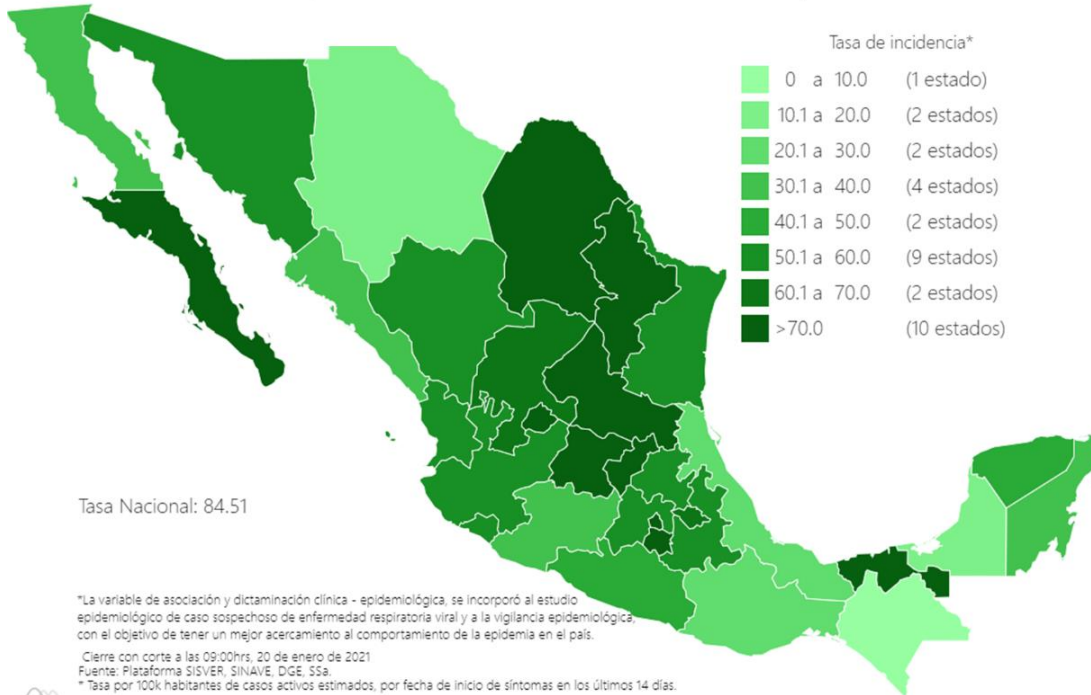 Tasa de incidencia*
0 a 10.0 (1 estado)
10.1 a 20.0 (2 estados)
20.1 a 30.0 (2 estados)
30.1 a 40.0 (4 estados)
40.1 a 50.0 (2 estados)
50.1 a 60.0 (9 estados)
60.1 a 70.0 (2 estados)
>70.0 (10 estados)
Tasa Nacional: 84.51
*La variable de asociación y dictaminación clínica - epidemiológica, se incorporó al estudio
epidemiológico de caso sospechoso de enfermedad respiratoria viral y a la vigilancia epidemiológica,
con el objetivo de tener un mejor acercamiento al comportamiento de la epidemia en el país.
Cierre con corte a las 09:00hrs, 20 de enero de 2021
Fuente: Plataforma SISVER, SINAVE, DGE, SSa.
* Tasa por 100k habitantes de casos activos estimados, por fecha de inicio de síntomas en los últimos 14 días.